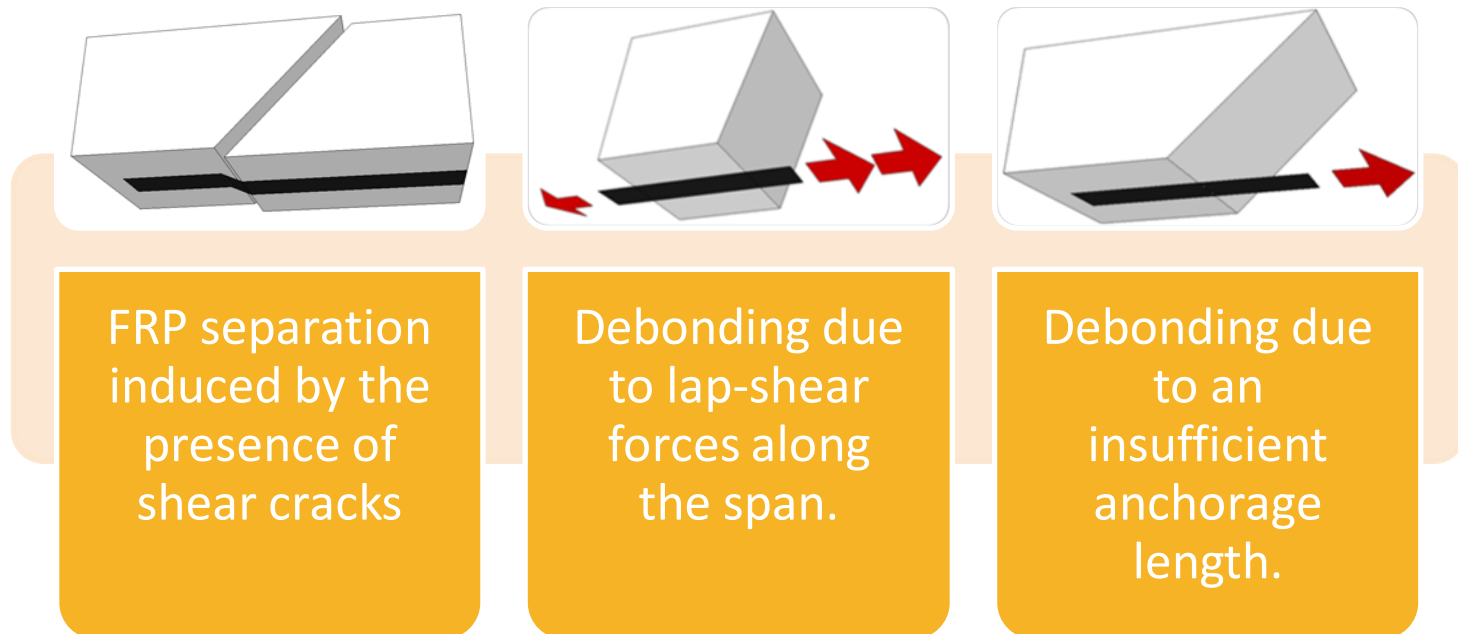 FRP separation
induced by the
presence of
shear cracks
Debonding due
to lap-shear
forces along
the span.
Debonding due
to an
insufficient
anchorage
length.